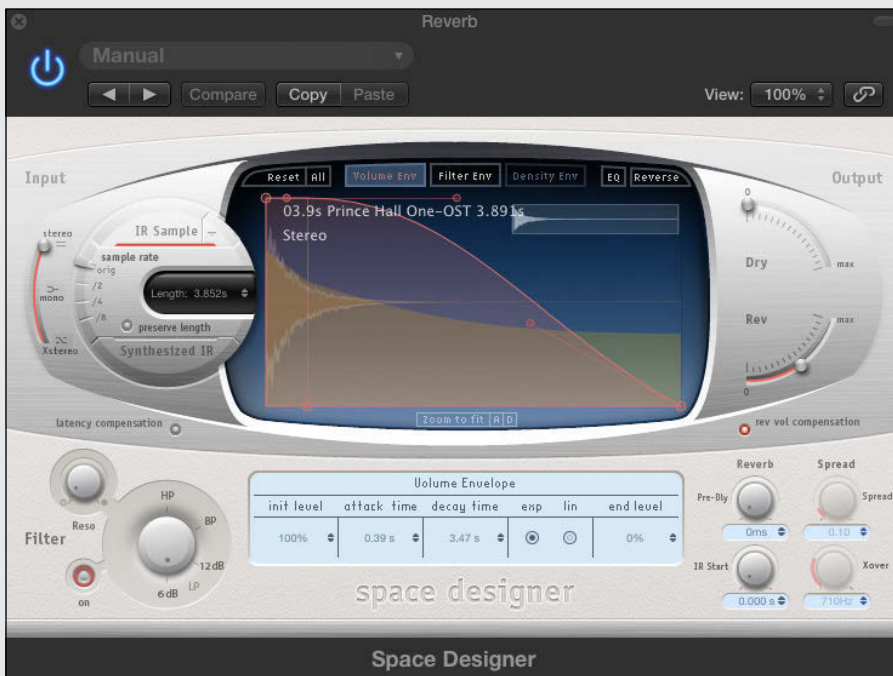 Reverb
Manual
Compare Copy Paste
View: 100%
Input
Reset All Volume Env Filter Env Density Env EQ Reverse
Output
03.9s Prince Hall One-OST 3.891s
Stereo
stereo
mono
Xstereo
IR Sample
sample rate
orig
/2
/4
/8
Length: 3.852s
preserve length
Synthesized IR
0
Dry
max
Rev
max
0
Zoom to fit A D
latency compensation
rev vol compensation
Filter
Reso
on
HP
BP
12dB
LP
6dB
Volume Envelope
init level attack time decay time exp lin end level
100% 0.39 s 3.47 s 0%
space designer
Reverb Spread
Pre-Dly
0ms
Spread
0.10
IR Start
0.000 s
Xover
710Hz
Space Designer